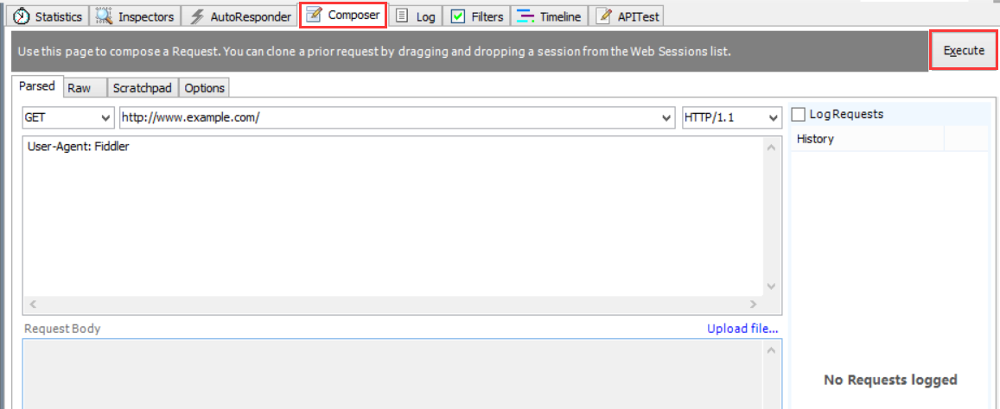 Statistics Inspectors AutoResponder Composer Log Filters Timeline APITest
Use this page to compose a Request. You can clone a prior request by dragging and dropping a session from the Web Sessions list. Execute
Parsed Raw Scratchpad Options
GET http://www.example.com/ HTTP/1.1 Log Requests
User-Agent: Fiddler
History
Request Body Upload file...
No Requests logged